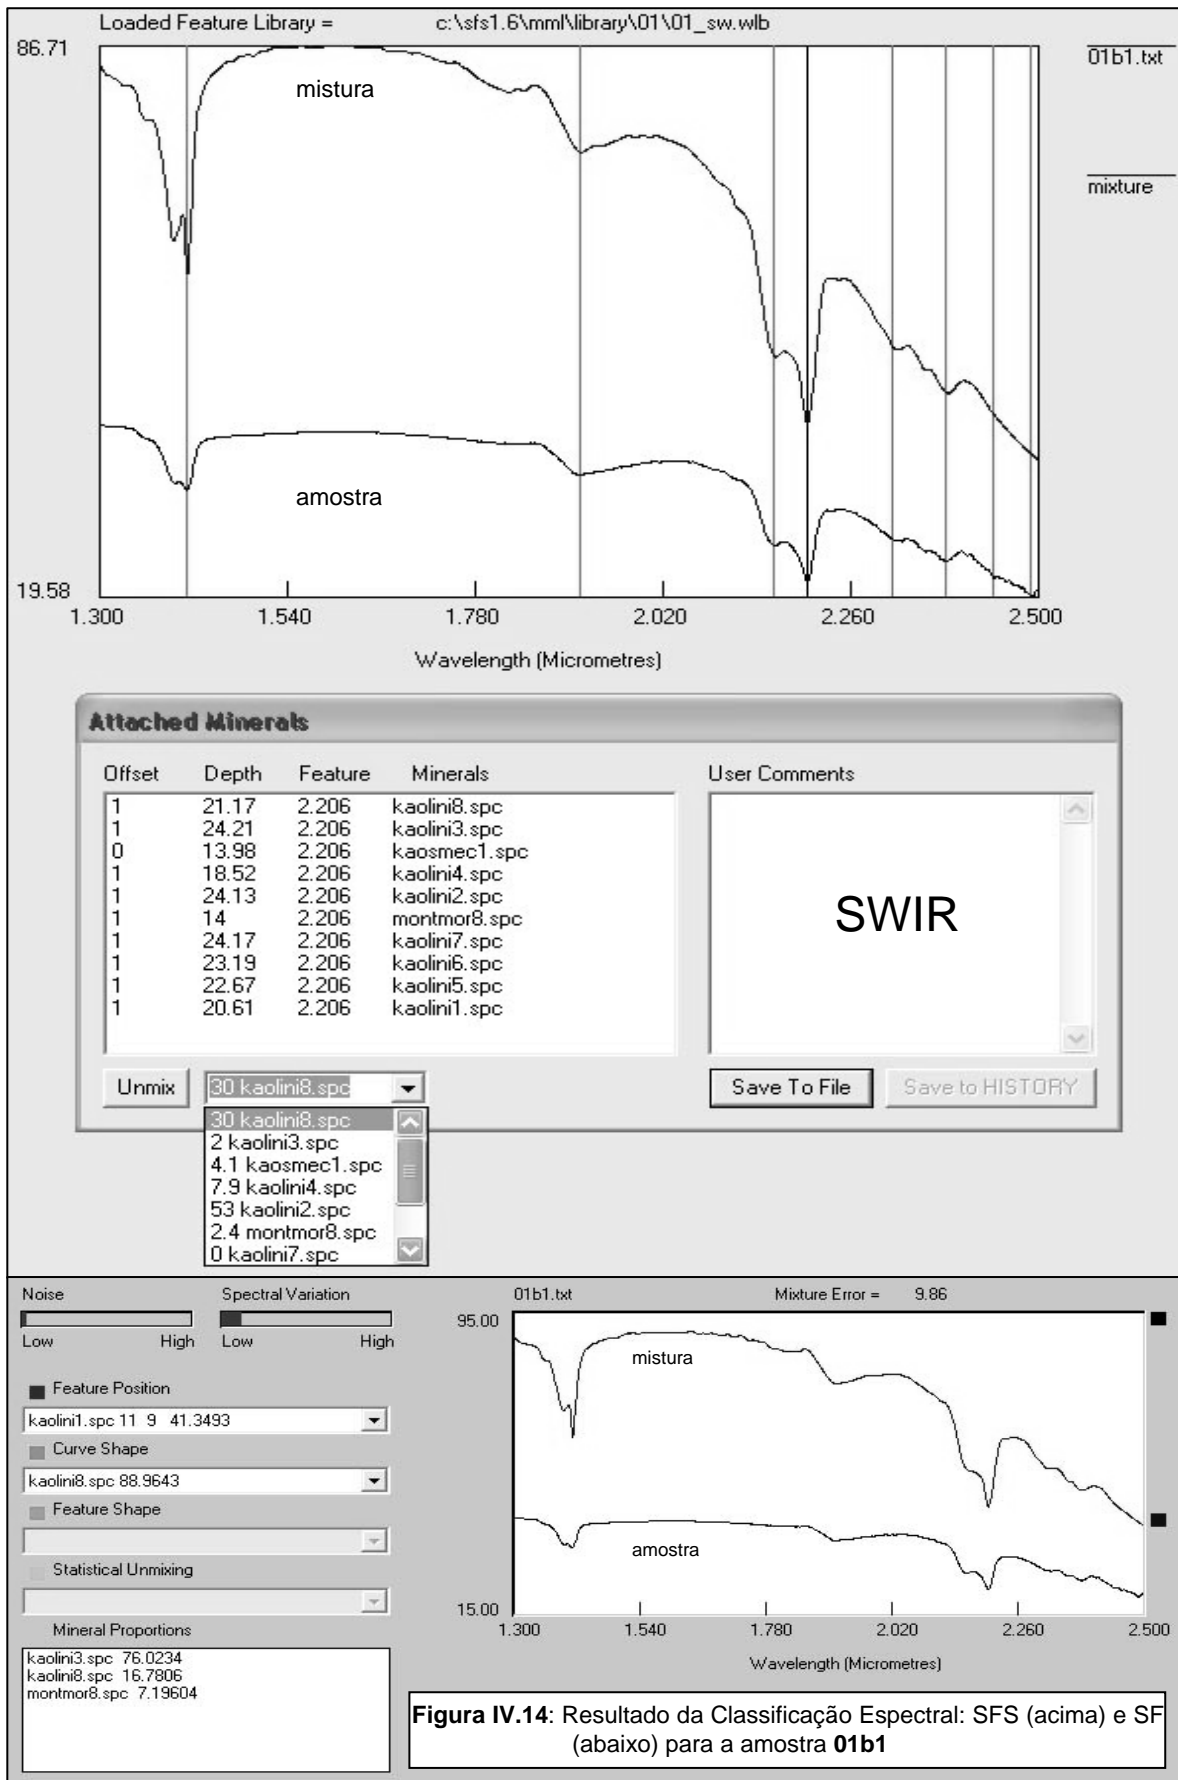 Loaded Feature Library = c:\sfs1.6\mml\library\01\01_sw.wlb
86.71
01b1.txt
mistura
mixture
amostra
19.58
1.300 1.540 1.780 2.020 2.260 2.500
Wavelength (Micrometres)
Attached Minerals
Offset Depth Feature Minerals User Comments
1 21.17 2.206 kaolini8.spc
1 24.21 2.206 kaolini3.spc
0 13.98 2.206 kaosmec1.spc
1 18.52 2.206 kaolini4.spc
1 24.13 2.206 kaolini2.spc
1 14 2.206 montmor8.spc
1 24.17 2.206 kaolini7.spc
1 23.19 2.206 kaolini6.spc
1 22.67 2.206 kaolini5.spc
1 20.61 2.206 kaolini1.spc
SWIR
Unmix 30 kaolini8.spc Save To File Save to HISTORY
30 kaolini8.spc
2 kaolini3.spc
4.1 kaosmec1.spc
7.9 kaolini4.spc
53 kaolini2.spc
2.4 montmor8.spc
0 kaolini7.spc
Noise Spectral Variation
Low High Low High
Feature Position
kaolini1.spc 11 9 41.3493
Curve Shape
kaolini8.spc 88.9643
Feature Shape
Statistical Unmixing
Mineral Proportions
kaolini3.spc 76.0234
kaolini8.spc 16.7806
montmor8.spc 7.19604
01b1.txt Mixture Error = 9.86
95.00
mistura
amostra
15.00
1.300 1.540 1.780 2.020 2.260 2.500
Wavelength (Micrometres)
Figura IV.14: Resultado da Classificação Espectral: SFS (acima) e SF
(abaixo) para a amostra 01b1